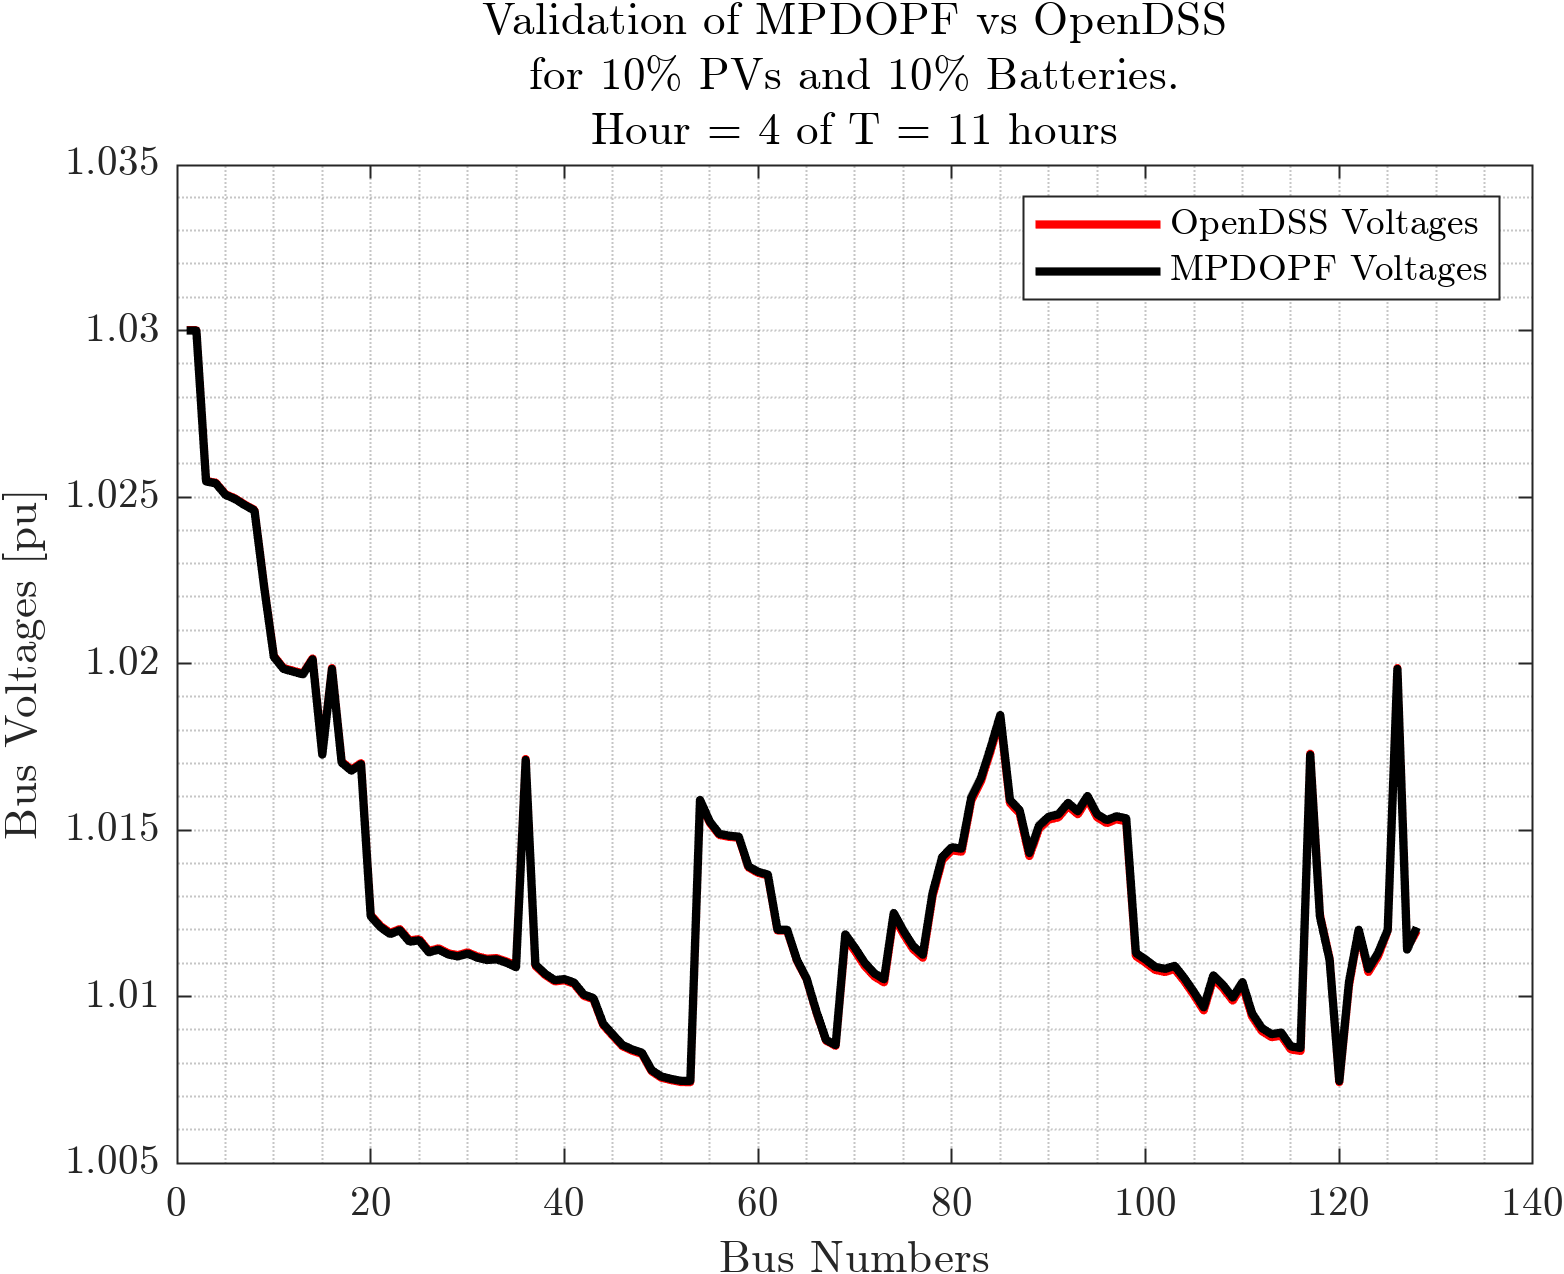 Validation of MPDOPF vs OpenDSS
for 10% PVs and 10% Batteries.
Hour = 4 of T = 11 hours
OpenDSS Voltages
MPDOPF Voltages
Bus Voltages [pu]
1.035
1.03
1.025
1.02
1.015
1.01
1.005
0 20 40 60 80 100 120 140
Bus Numbers